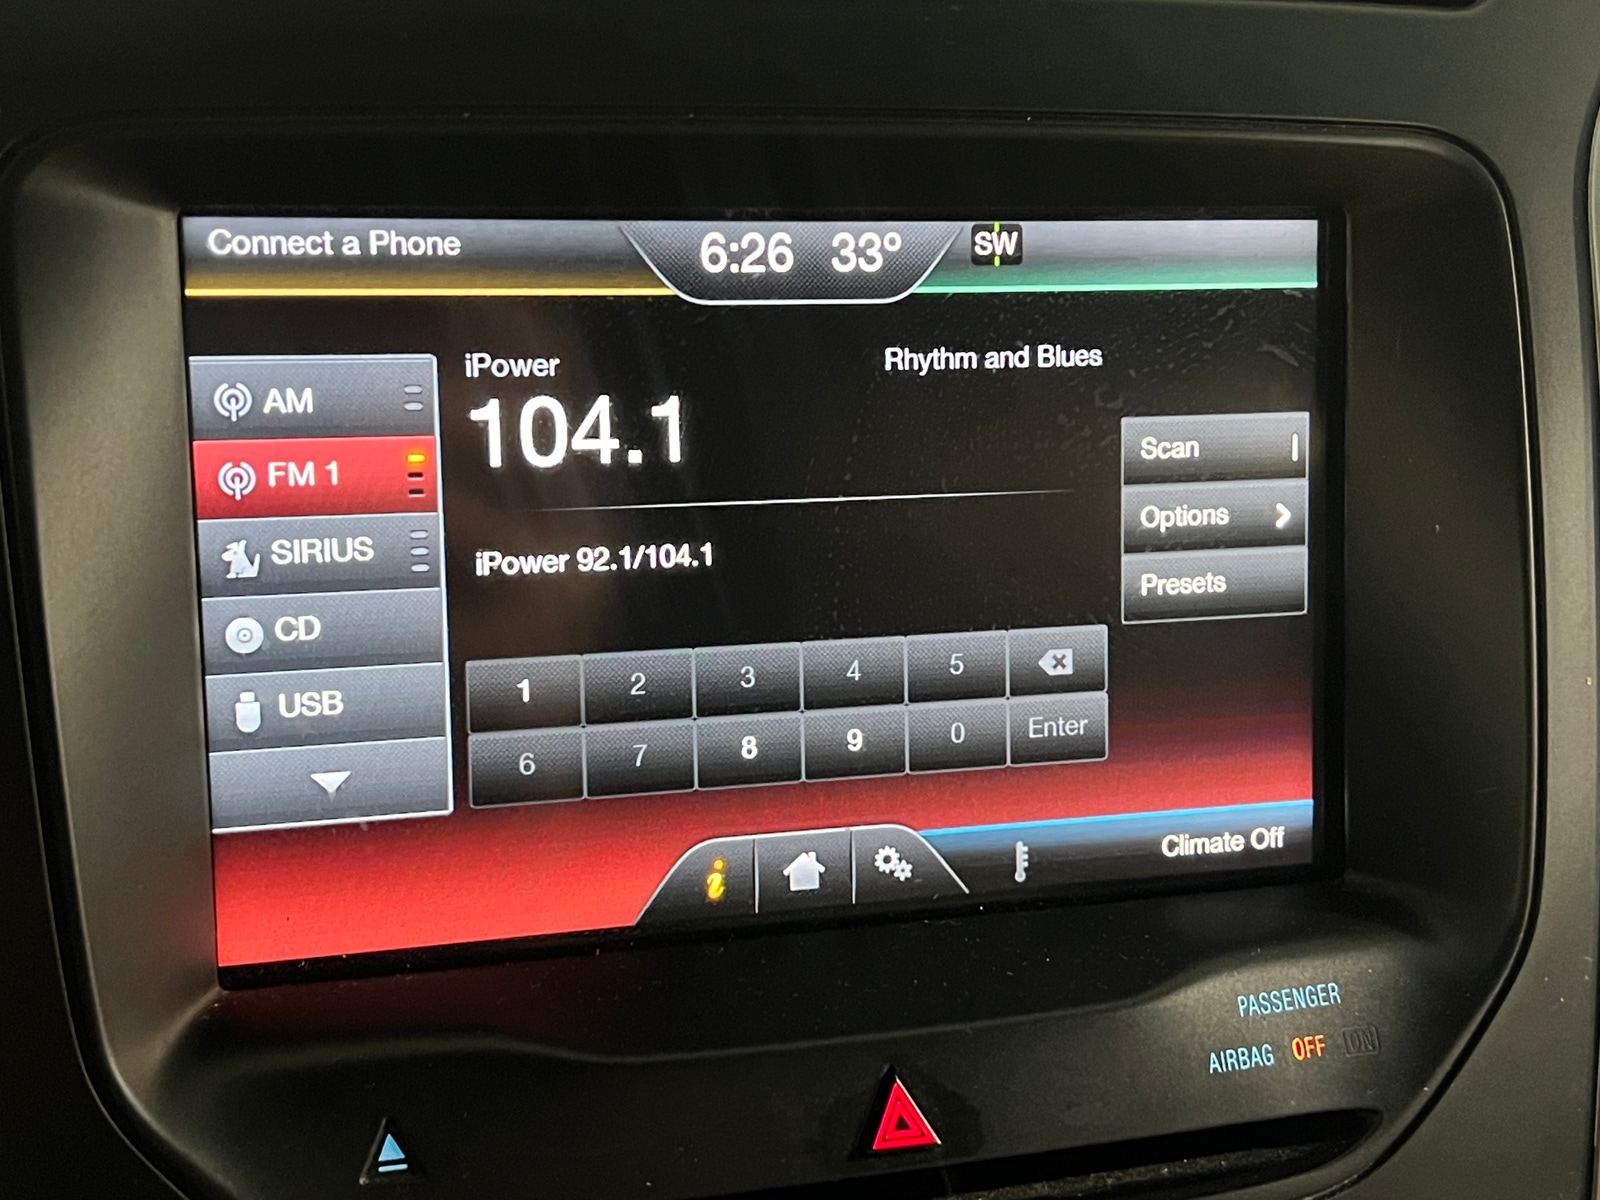 Connect a Phone
6:26 33° SW
AM
FM 1
SIRIUS
CD
USB
iPower
Rhythm and Blues
104.1
iPower 92.1/104.1
Scan
Options
Presets
1 2 3 4 5
6 7 8 9 0 Enter
i
Climate Off
PASSENGER
AIRBAG OFF ON